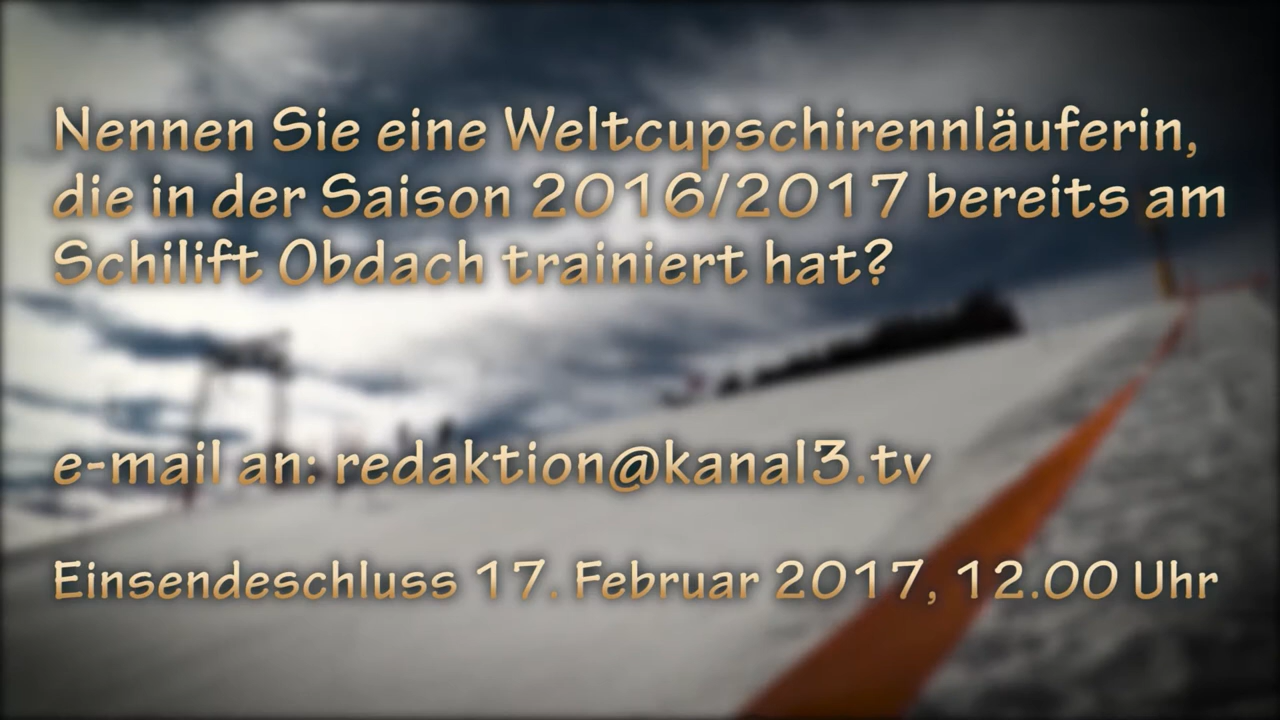 Nennen Sie eine Weltcupschirennläuferin,
die in der Saison 2016/2017 bereits am
Schilift Obdach trainiert hat?
e-mail an: redaktion@kanal3.tv
Einsendeschluss 17. Februar 2017, 12.00 Uhr